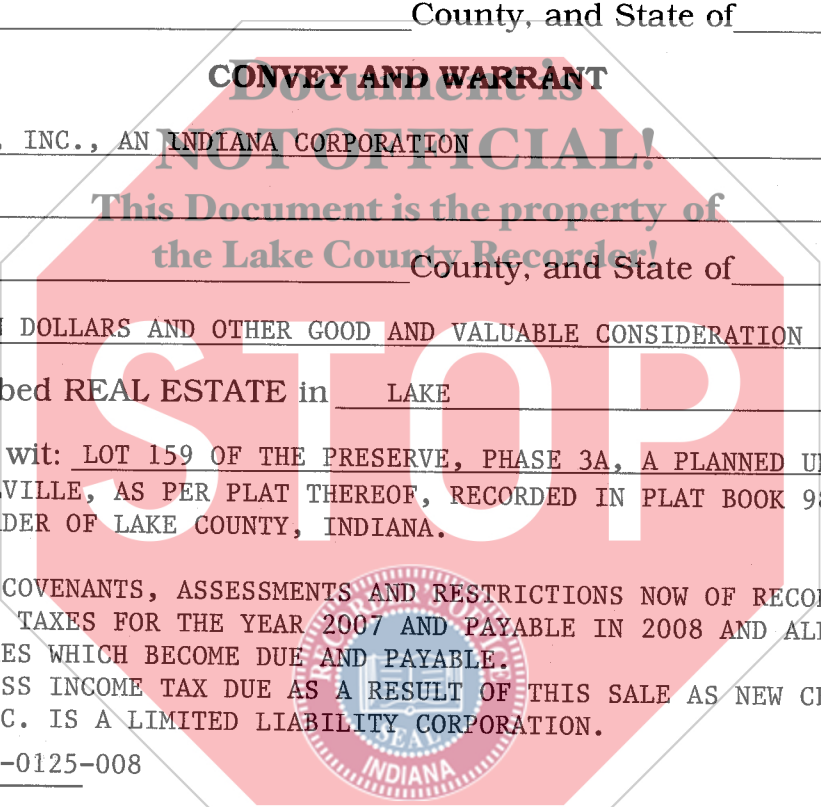 County, and State of
CONVEY AND WARRANT
Document is
INC., AN INDIANA CORPORATION
NOT OFFICIAL!
This Document is the property of
the Lake County Recorder!
County, and State of
DOLLARS AND OTHER GOOD AND VALUABLE CONSIDERATION
STOP
bed REAL ESTATE in LAKE
wit: LOT 159 OF THE PRESERVE, PHASE 3A, A PLANNED U
VILLE, AS PER PLAT THEREOF, RECORDED IN PLAT BOOK 98
DER OF LAKE COUNTY, INDIANA.
COVENANTS, ASSESSMENTS AND RESTRICTIONS NOW OF RECO
TAXES FOR THE YEAR 2007 AND PAYABLE IN 2008 AND ALL
ES WHICH BECOME DUE AND PAYABLE.
SS INCOME TAX DUE AS A RESULT OF THIS SALE AS NEW
C. IS A LIMITED LIABILITY CORPORATION.
-0125-008
SEAL
INDIANA